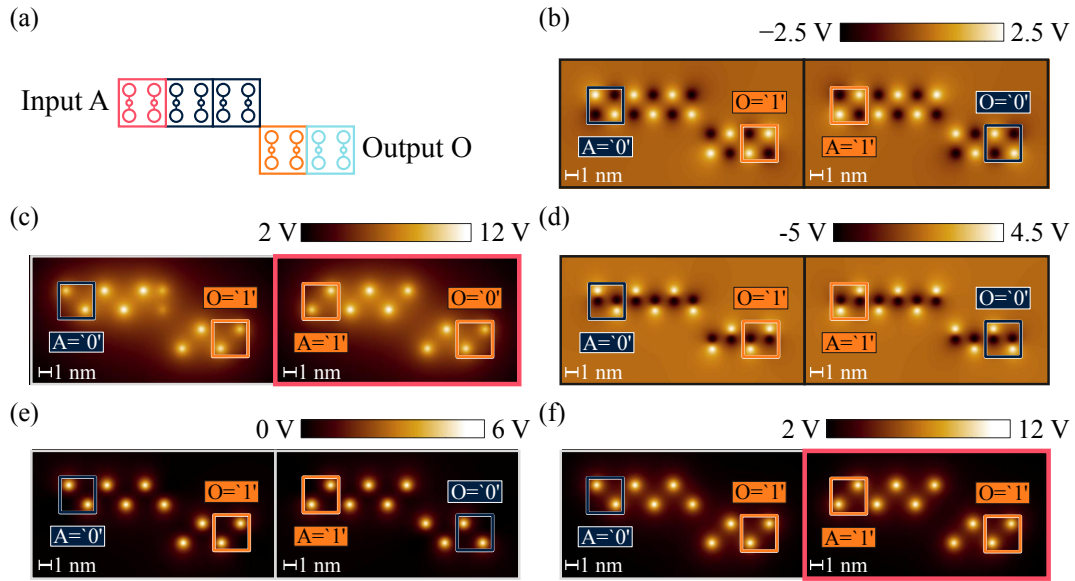 (a)
Input A
Output O
(b)
−2.5 V 2.5 V
O=`1'
A=`0'
1 nm
O=`0'
A=`1'
1 nm
(c)
2 V 12 V
O=`1'
A=`0'
1 nm
O=`0'
A=`1'
1 nm
(d)
-5 V 4.5 V
O=`1'
A=`0'
1 nm
O=`0'
A=`1'
1 nm
(e)
0 V 6 V
O=`1'
A=`0'
1 nm
O=`0'
A=`1'
1 nm
(f)
2 V 12 V
O=`1'
A=`0'
1 nm
O=`1'
A=`1'
1 nm